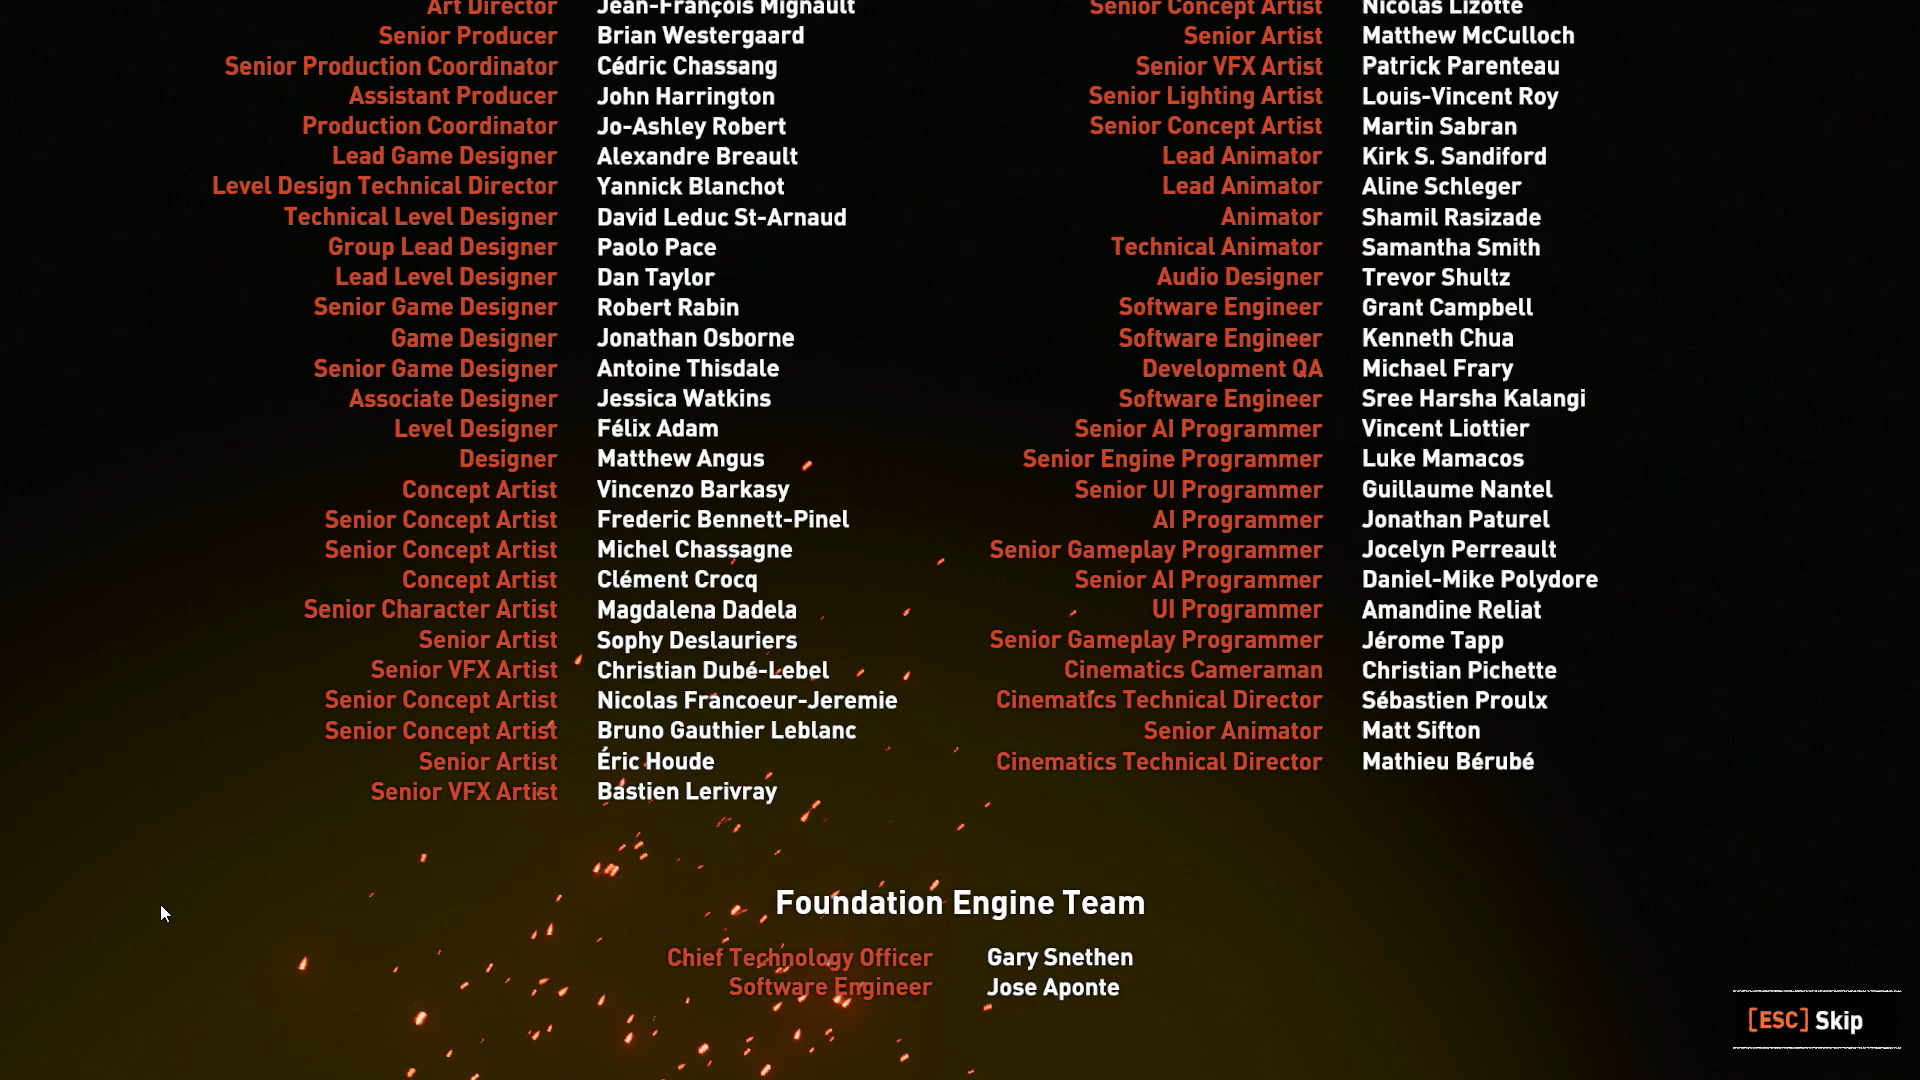 Art Director Jean-François Mignault
Senior Producer Brian Westergaard
Senior Production Coordinator Cédric Chassang
Assistant Producer John Harrington
Production Coordinator Jo-Ashley Robert
Lead Game Designer Alexandre Breault
Level Design Technical Director Yannick Blanchot
Technical Level Designer David Leduc St-Arnaud
Group Lead Designer Paolo Pace
Lead Level Designer Dan Taylor
Senior Game Designer Robert Rabin
Game Designer Jonathan Osborne
Senior Game Designer Antoine Thisdale
Associate Designer Jessica Watkins
Level Designer Félix Adam
Designer Matthew Angus
Concept Artist Vincenzo Barkasy
Senior Concept Artist Frederic Bennett-Pinel
Senior Concept Artist Michel Chassagne
Concept Artist Clément Crocq
Senior Character Artist Magdalena Dadela
Senior Artist Sophy Deslauriers
Senior VFX Artist Christian Dubé-Lebel
Senior Concept Artist Nicolas Francoeur-Jeremie
Senior Concept Artist Bruno Gauthier Leblanc
Senior Artist Éric Houde
Senior VFX Artist Bastien Lerivray
Senior Concept Artist Nicolas Lizotte
Senior Artist Matthew McCulloch
Senior VFX Artist Patrick Parenteau
Senior Lighting Artist Louis-Vincent Roy
Senior Concept Artist Martin Sabran
Lead Animator Kirk S. Sandiford
Lead Animator Aline Schleger
Animator Shamil Rasizade
Technical Animator Samantha Smith
Audio Designer Trevor Shultz
Software Engineer Grant Campbell
Software Engineer Kenneth Chua
Development QA Michael Frary
Software Engineer Sree Harsha Kalangi
Senior AI Programmer Vincent Liottier
Senior Engine Programmer Luke Mamacos
Senior UI Programmer Guillaume Nantel
AI Programmer Jonathan Paturel
Senior Gameplay Programmer Jocelyn Perreault
Senior AI Programmer Daniel-Mike Polydore
UI Programmer Amandine Reliat
Senior Gameplay Programmer Jérome Tapp
Cinematics Cameraman Christian Pichette
Cinematics Technical Director Sébastien Proulx
Senior Animator Matt Sifton
Cinematics Technical Director Mathieu Bérubé
Foundation Engine Team
Chief Technology Officer Gary Snethen
Software Engineer Jose Aponte
[ESC] Skip